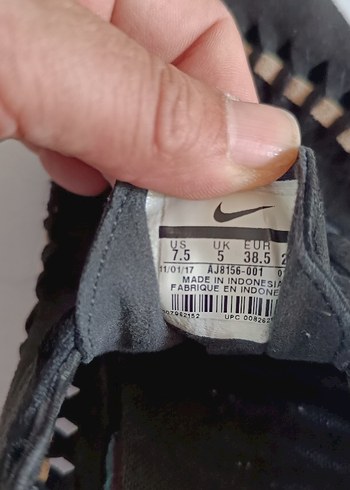 US UK EUR
7.5 5 38.5 2
11/01/17 AJ8156-001
MADE IN INDONESIA
FABRIQUE EN INDONE
UPC